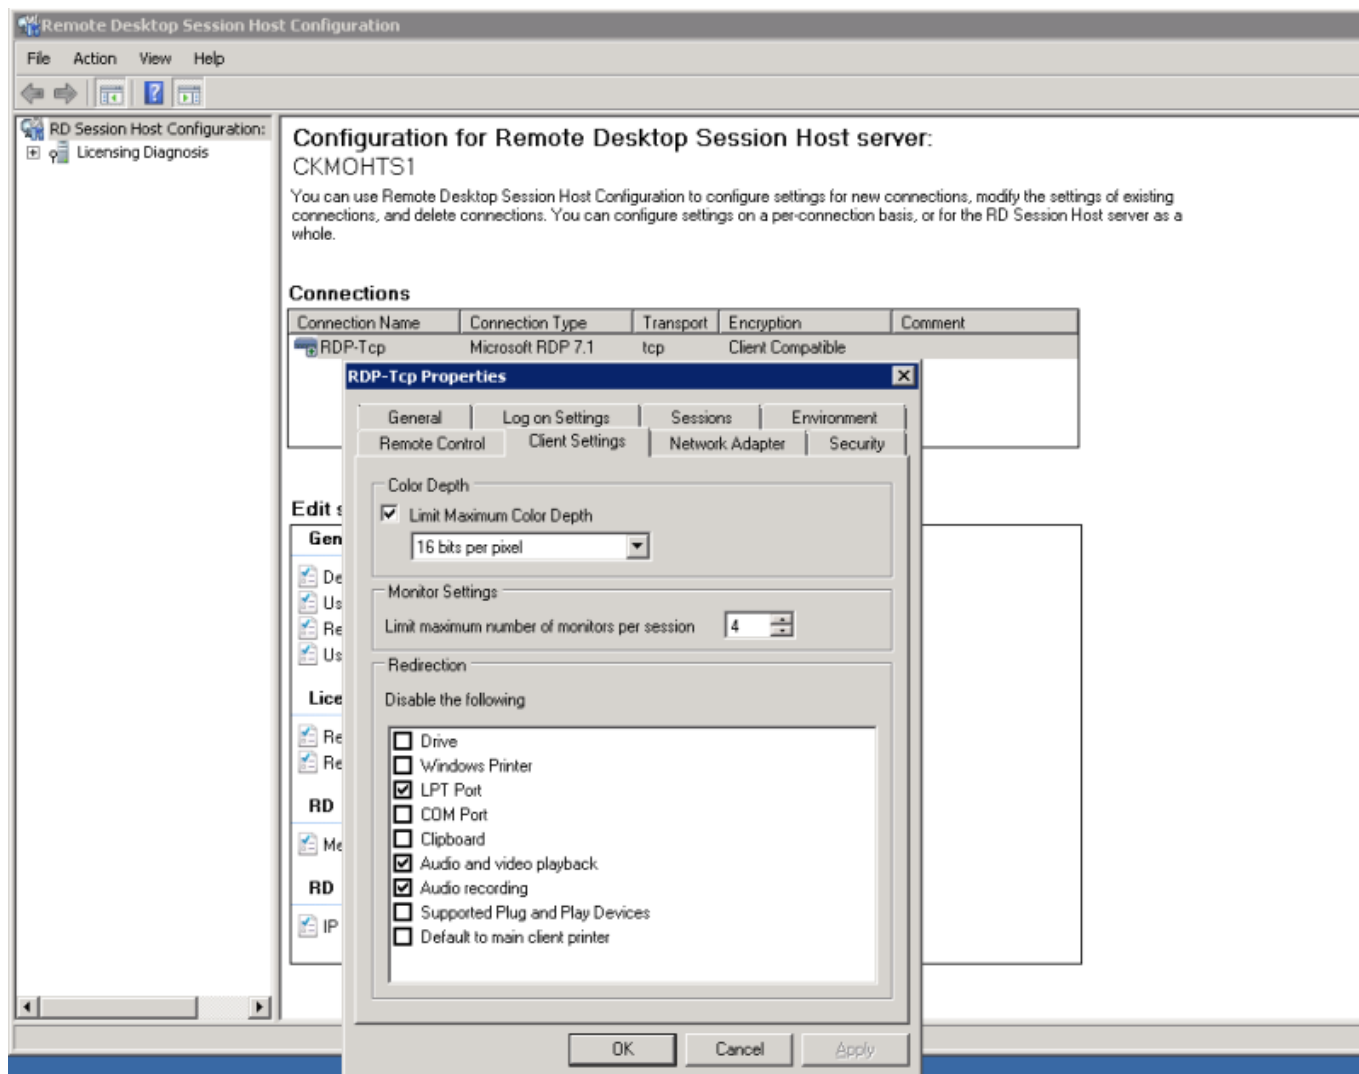 Remote Desktop Session Host Configuration
File Action View Help
RD Session Host Configuration:
Licensing Diagnosis
Configuration for Remote Desktop Session Host server:
CKMOHTS1
You can use Remote Desktop Session Host Configuration to configure settings for new connections, modify the settings of existing
connections, and delete connections. You can configure settings on a per-connection basis, or for the RD Session Host server as a
whole.
Connections
Connection Name Connection Type Transport Encryption Comment
RDP-Tcp Microsoft RDP 7.1 tcp Client Compatible
Edit s
Gen
De
Us
Re
Us
Lice
Re
Re
RD
Me
RD
IP
RDP-Tcp Properties
General Log on Settings Sessions Environment
Remote Control Client Settings Network Adapter Security
Color Depth
Limit Maximum Color Depth
16 bits per pixel
Monitor Settings
Limit maximum number of monitors per session 4
Redirection
Disable the following
Drive
Windows Printer
LPT Port
COM Port
Clipboard
Audio and video playback
Audio recording
Supported Plug and Play Devices
Default to main client printer
OK Cancel Apply